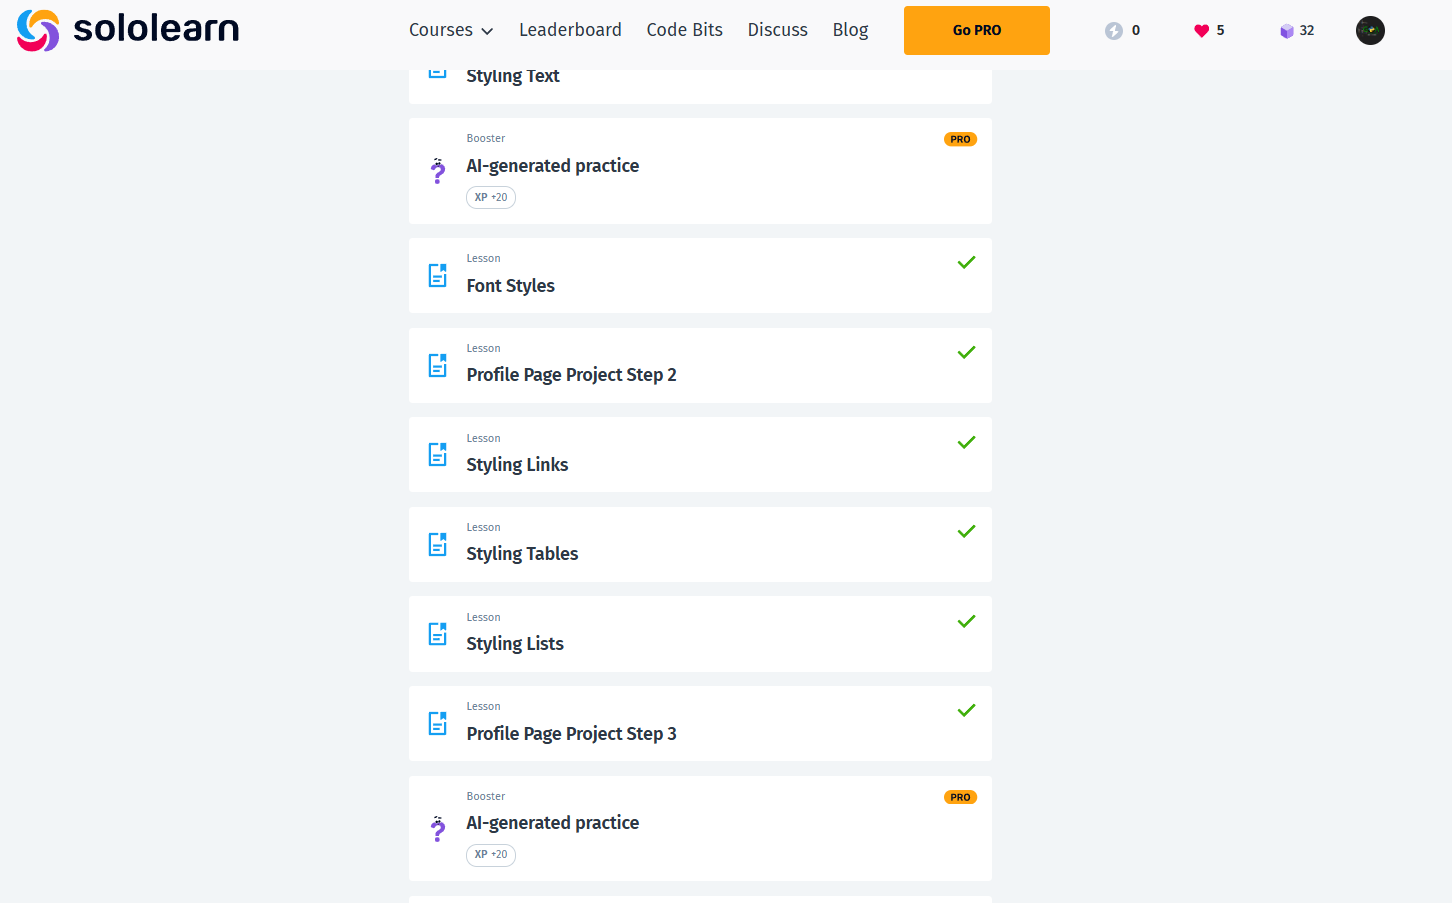 sololearn
Courses Leaderboard Code Bits Discuss Blog Go PRO 0 5 32
Styling Text
Booster PRO
AI-generated practice
XP +20
Lesson
Font Styles
Lesson
Profile Page Project Step 2
Lesson
Styling Links
Lesson
Styling Tables
Lesson
Styling Lists
Lesson
Profile Page Project Step 3
Booster PRO
AI-generated practice
XP +20